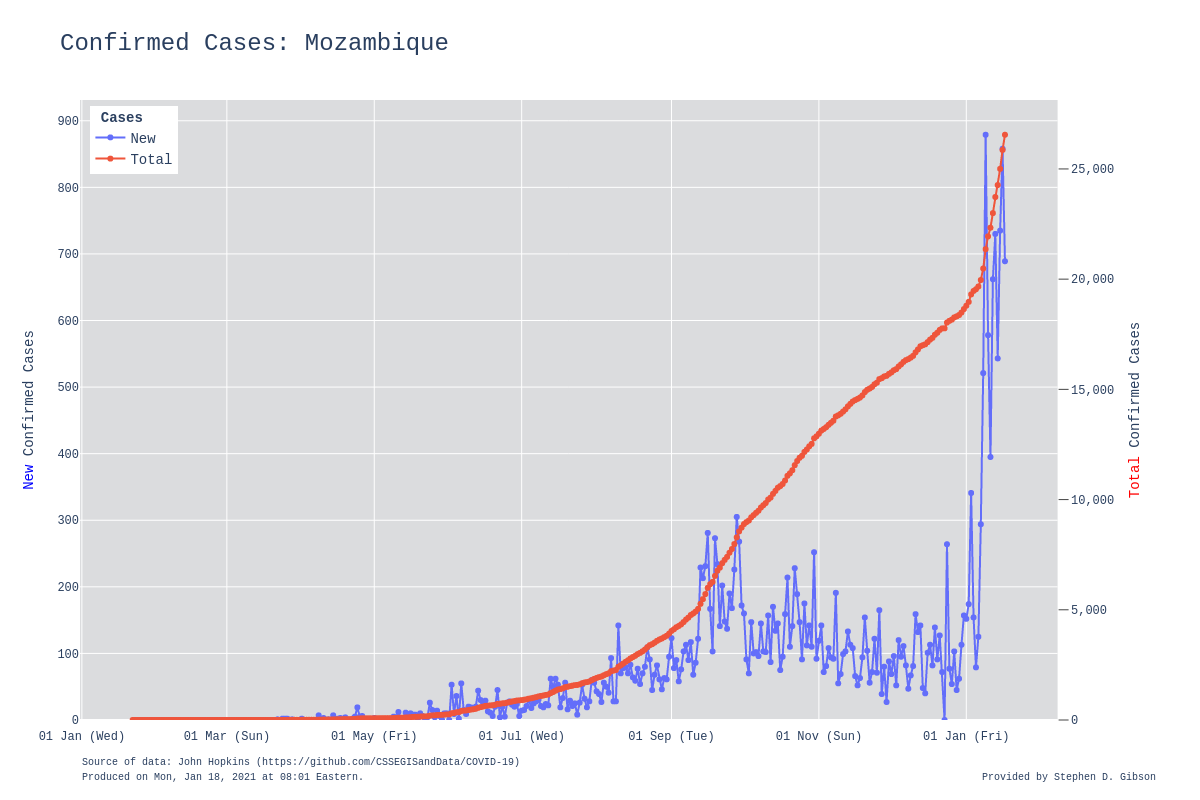 Confirmed Cases: Mozambique
Cases
New
Total
900
800
700
600
500
400
300
200
100
0
25,000
20,000
15,000
10,000
5,000
0
New Confirmed Cases
Total Confirmed Cases
01 Jan (Wed)
01 Mar (Sun)
01 May (Fri)
01 Jul (Wed)
01 Sep (Tue)
01 Nov (Sun)
01 Jan (Fri)
Source of data: John Hopkins (https://github.com/CSSEGISandData/COVID-19)
Produced on Mon, Jan 18, 2021 at 08:01 Eastern.
Provided by Stephen D. Gibson